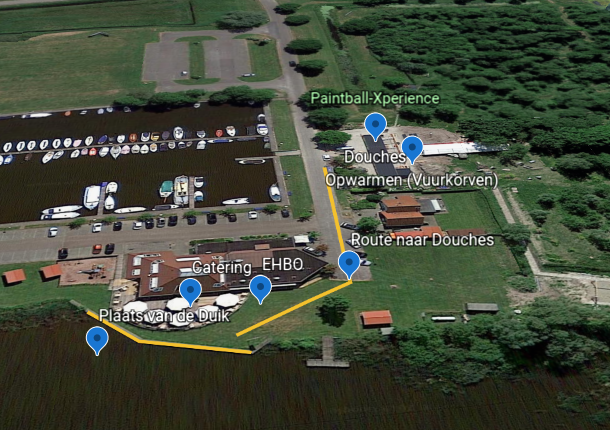 Paintball-Xperience
Douches
Opwarmen (Vuurkorven)
Route naar Douches
Catering
EHBO
Plaats van de Duik